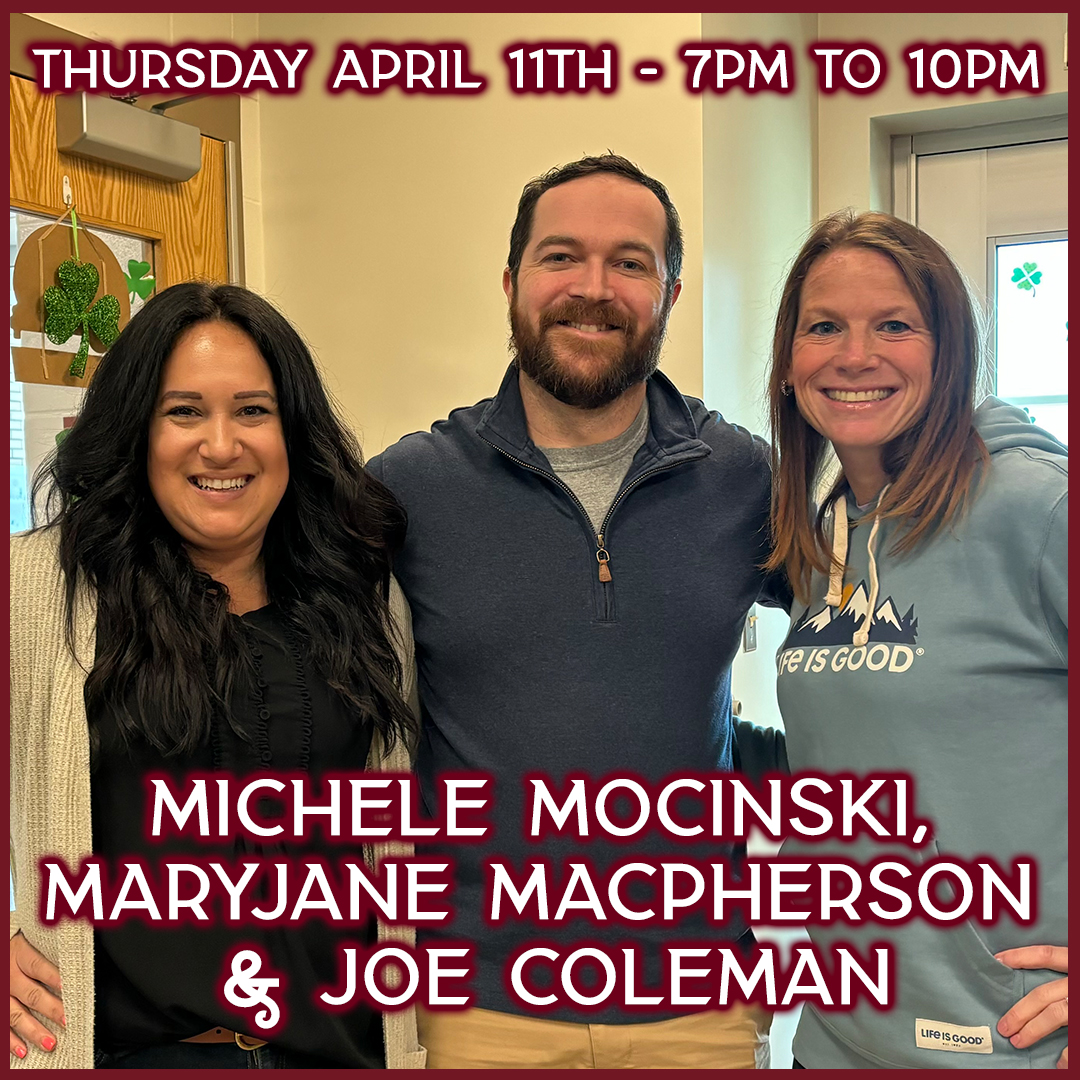 THURSDAY APRIL 11TH - 7PM TO 10PM
LIFE IS GOOD®
MICHELE MOCINSKI,
MARYJANE MACPHERSON
& JOE COLEMAN
LIFE IS GOOD®